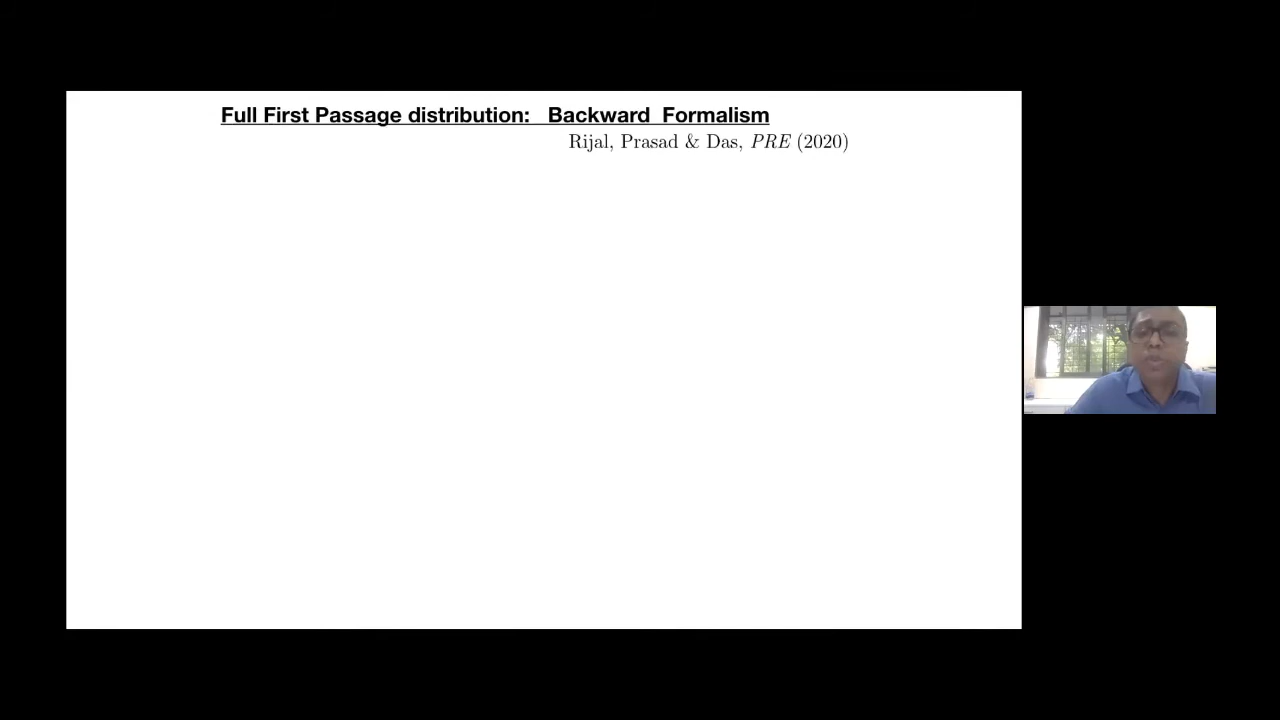 Full First Passage distribution: Backward Formalism
Rijal, Prasad & Das, PRE (2020)